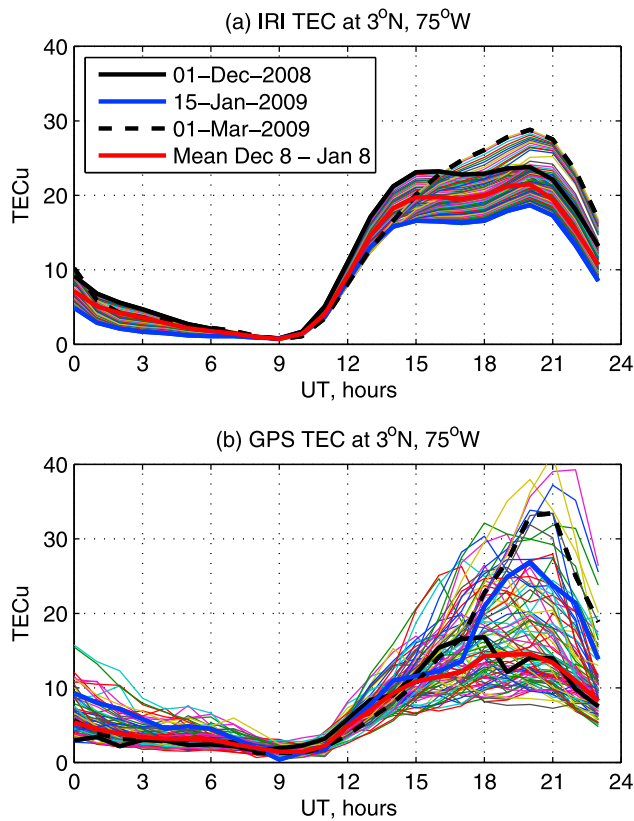 (a) IRI TEC at 3°N, 75°W
40
30
20
10
0
TECu
01–Dec–2008
15–Jan–2009
01–Mar–2009
Mean Dec 8 – Jan 8
0 3 6 9 12 15 18 21 24
UT, hours
(b) GPS TEC at 3°N, 75°W
40
30
20
10
0
TECu
0 3 6 9 12 15 18 21 24
UT, hours